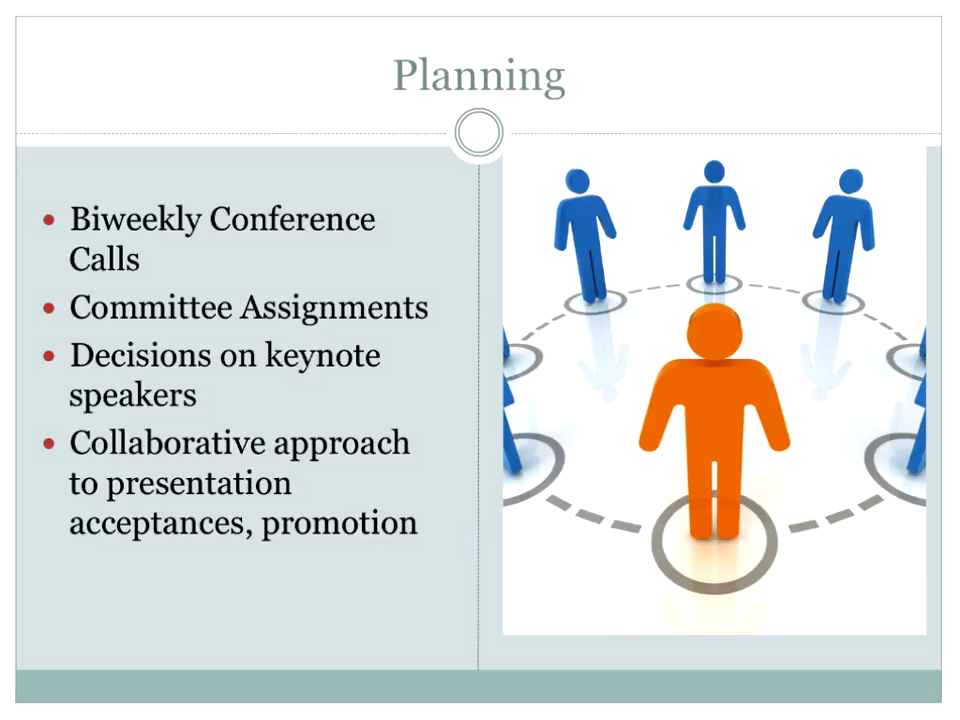 Planning
• Biweekly Conference
Calls
• Committee Assignments
• Decisions on keynote
speakers
• Collaborative approach
to presentation
acceptances, promotion